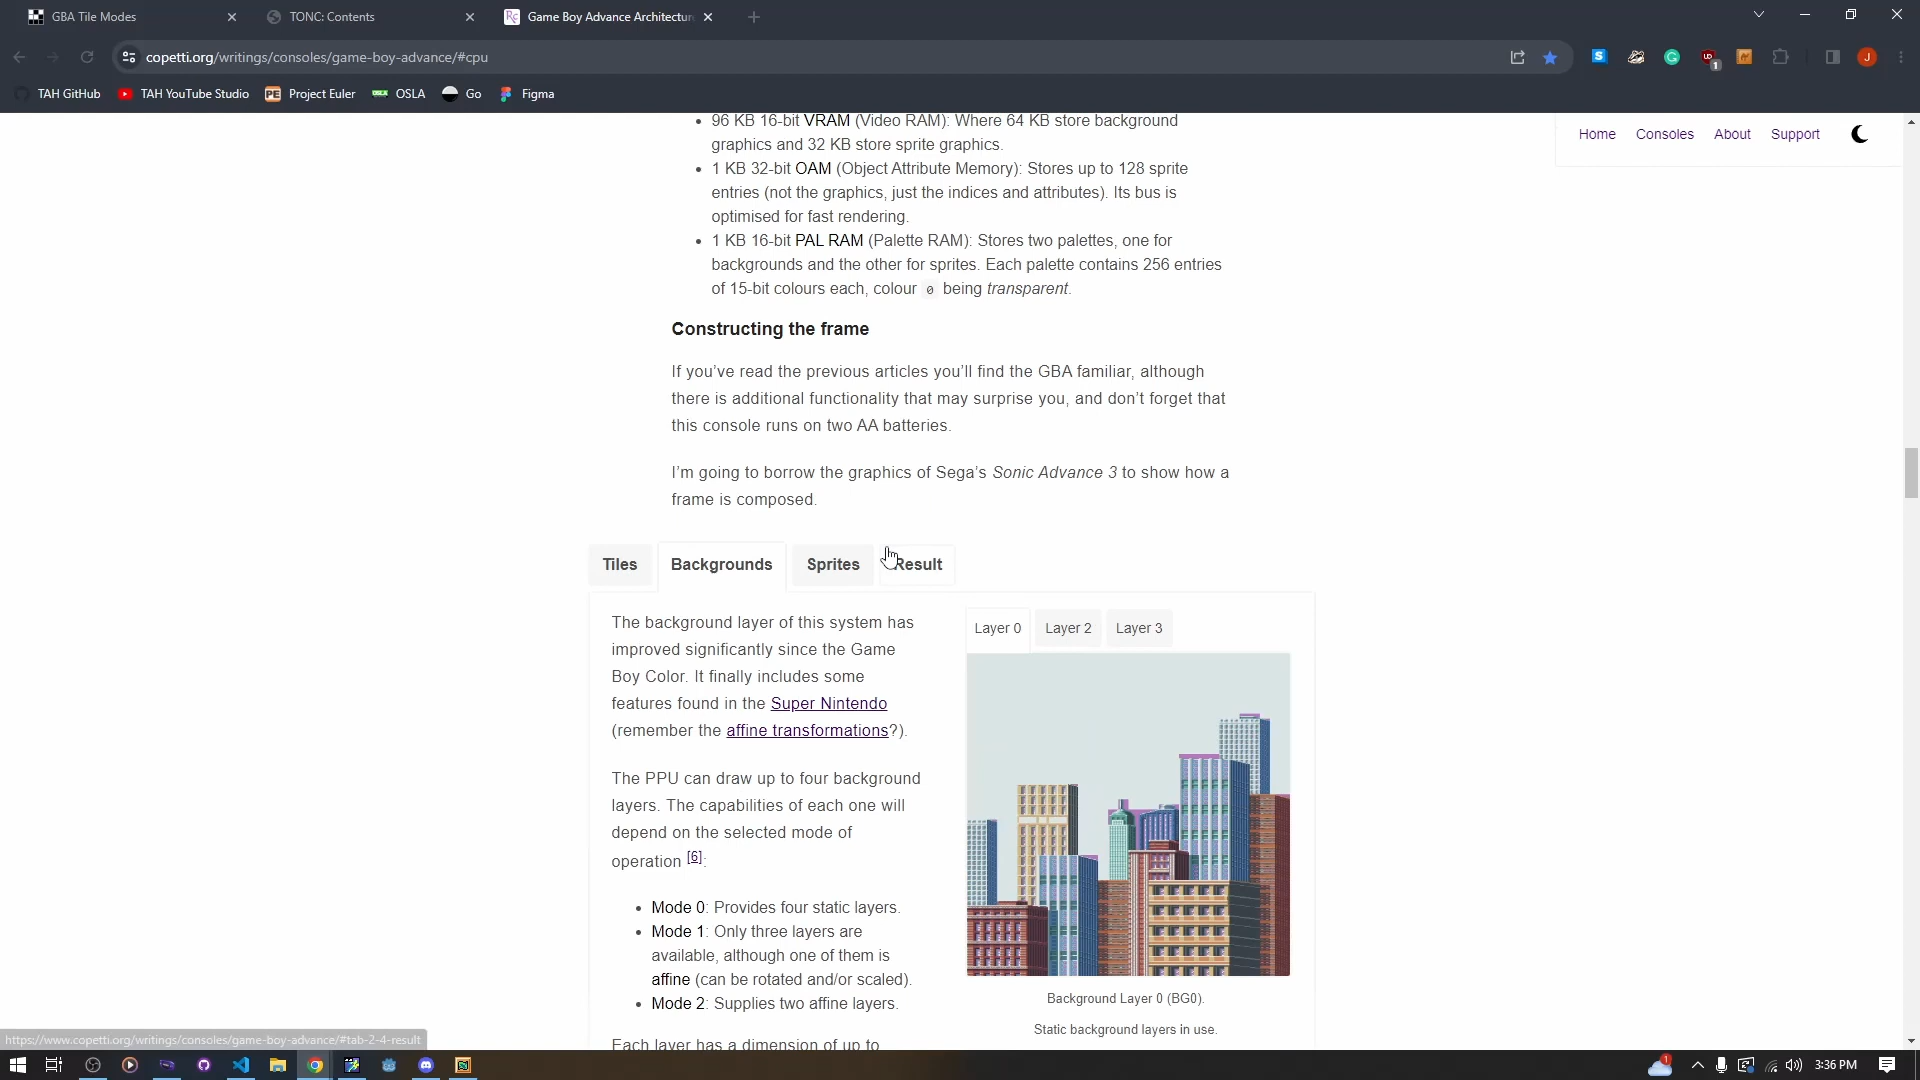 GBA Tile Modes
TONC: Contents
Game Boy Advance Architectur
copetti.org/writings/consoles/game-boy-advance/#cpu
TAH GitHub
TAH YouTube Studio
Project Euler
OSLA
Go
Figma
Home
Consoles
About
Support
96 KB 16-bit VRAM (Video RAM): Where 64 KB store background
graphics and 32 KB store sprite graphics.
1 KB 32-bit OAM (Object Attribute Memory): Stores up to 128 sprite
entries (not the graphics, just the indices and attributes). Its bus is
optimised for fast rendering.
1 KB 16-bit PAL RAM (Palette RAM): Stores two palettes, one for
backgrounds and the other for sprites. Each palette contains 256 entries
of 15-bit colours each, colour 0 being transparent.
Constructing the frame
If you’ve read the previous articles you’ll find the GBA familiar, although
there is additional functionality that may surprise you, and don’t forget that
this console runs on two AA batteries.
I’m going to borrow the graphics of Sega’s Sonic Advance 3 to show how a
frame is composed.
Tiles
Backgrounds
Sprites
Result
The background layer of this system has
improved significantly since the Game
Boy Color. It finally includes some
features found in the Super Nintendo
(remember the affine transformations?).
The PPU can draw up to four background
layers. The capabilities of each one will
depend on the selected mode of
operation [6]:
Mode 0: Provides four static layers.
Mode 1: Only three layers are
available, although one of them is
affine (can be rotated and/or scaled).
Mode 2: Supplies two affine layers.
Each layer has a dimension of up to
Layer 0
Layer 2
Layer 3
Background Layer 0 (BG0).
Static background layers in use.
https://www.copetti.org/writings/consoles/game-boy-advance/#tab-2-4-result
3:36 PM